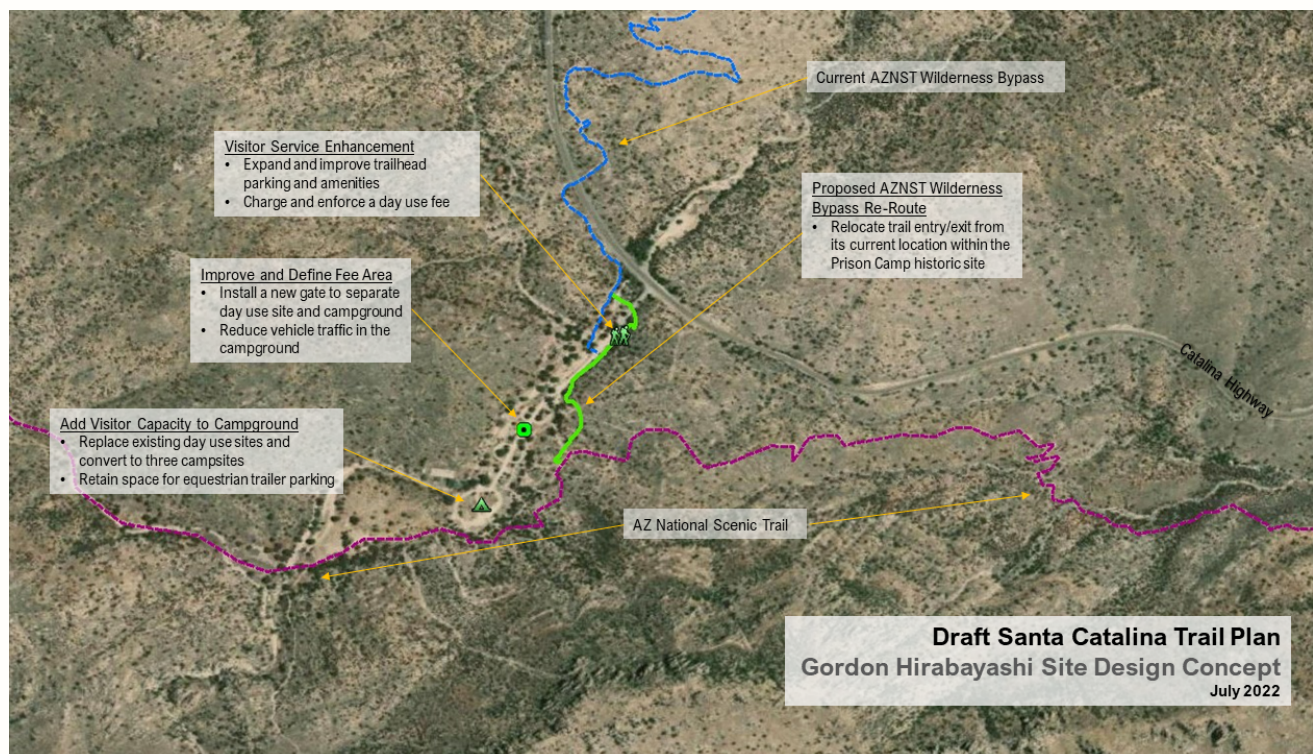 Current AZNST Wilderness Bypass
Visitor Service Enhancement
• Expand and improve trailhead
parking and amenities
• Charge and enforce a day use fee
Proposed AZNST Wilderness
Bypass Re-Route
• Relocate trail entry/exit from
its current location within the
Prison Camp historic site
Improve and Define Fee Area
• Install a new gate to separate
day use site and campground
• Reduce vehicle traffic in the
campground
Catalina Highway
Add Visitor Capacity to Campground
• Replace existing day use sites and
convert to three campsites
• Retain space for equestrian trailer parking
AZ National Scenic Trail
Draft Santa Catalina Trail Plan
Gordon Hirabayashi Site Design Concept
July 2022